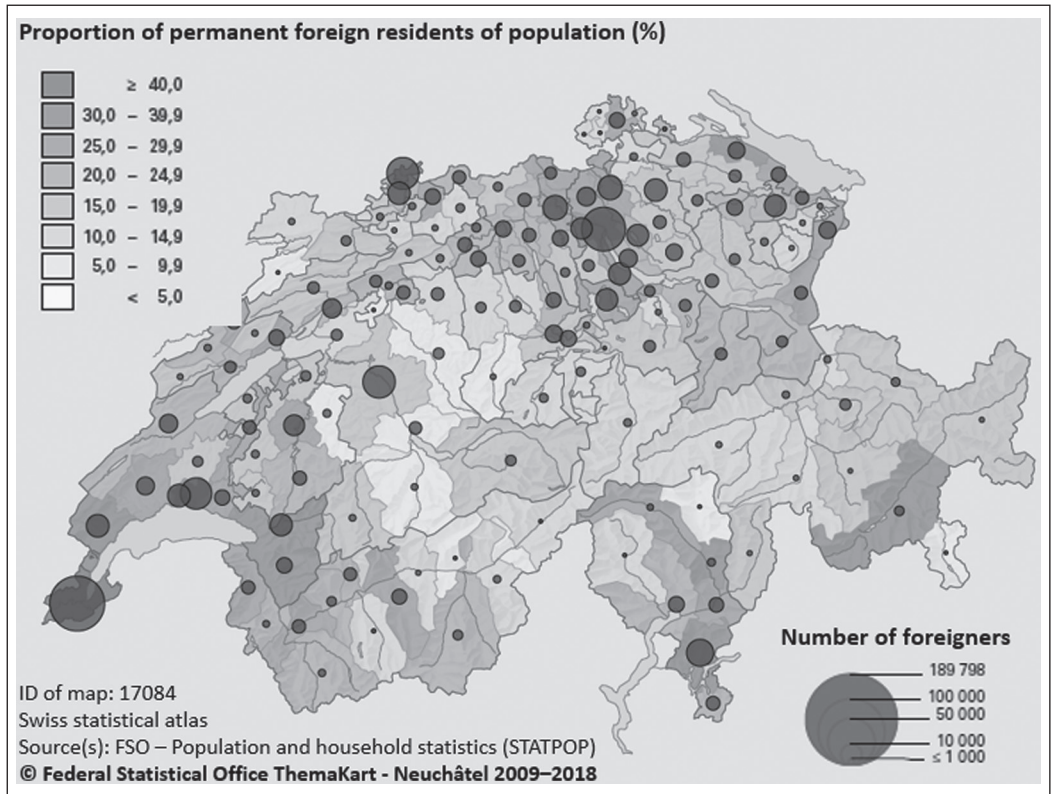 Proportion of permanent foreign residents of population (%)
≥ 40,0
30,0 – 39,9
25,0 – 29,9
20,0 – 24,9
15,0 – 19,9
10,0 – 14,9
5,0 – 9,9
< 5,0
Number of foreigners
189 798
100 000
50 000
10 000
≤ 1 000
ID of map: 17084
Swiss statistical atlas
Source(s): FSO – Population and household statistics (STATPOP)
© Federal Statistical Office ThemaKart - Neuchâtel 2009–2018